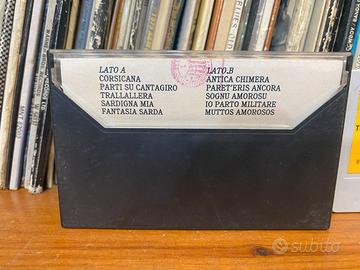 LATO A
CORSICANA
PARTI SU CANTAGIRO
TRALLALLERA
SARDIGNA MIA
FANTASIA SARDA
LATO.B
ANTICA CHIMERA
PARET'ERIS ANCORA
SOGNU AMOROSU
IO PARTO MILITARE
MUTTOS AMOROSOS
subito